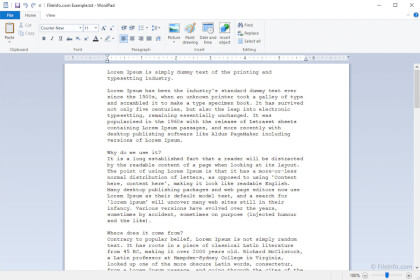 FileInfo.com Example.txt - WordPad
File Home View
Paste
Courier New 11
Picture Paint drawing Date and time Insert object
Find
Replace
Clipboard Font Paragraph Insert Editing
Lorem Ipsum is simply dummy text of the printing and
typesetting industry.
Lorem Ipsum has been the industry's standard dummy text ever
since the 1500s, when an unknown printer took a galley of type
and scrambled it to make a type specimen book. It has survived
not only five centuries, but also the leap into electronic
typesetting, remaining essentially unchanged. It was
popularised in the 1960s with the release of Letraset sheets
containing Lorem Ipsum passages, and more recently with
desktop publishing software like Aldus PageMaker including
versions of Lorem Ipsum.
Why do we use it?
It is a long established fact that a reader will be distracted
by the readable content of a page when looking at its layout.
The point of using Lorem Ipsum is that it has a more-or-less
normal distribution of letters, as opposed to using 'Content
here, content here', making it look like readable English.
Many desktop publishing packages and web page editors now use
Lorem Ipsum as their default model text, and a search for
'lorem ipsum' will uncover many web sites still in their
infancy. Various versions have evolved over the years,
sometimes by accident, sometimes on purpose (injected humour
and the like).
Where does it come from?
Contrary to popular belief, Lorem Ipsum is not simply random
text. It has roots in a piece of classical Latin literature
from 45 BC, making it over 2000 years old. Richard McClintock,
a Latin professor at Hampden-Sydney College in Virginia,
looked up one of the more obscure Latin words, consectetur,
from a Lorem Ipsum passage, and going through the cites of the
100%
© FileInfo.com